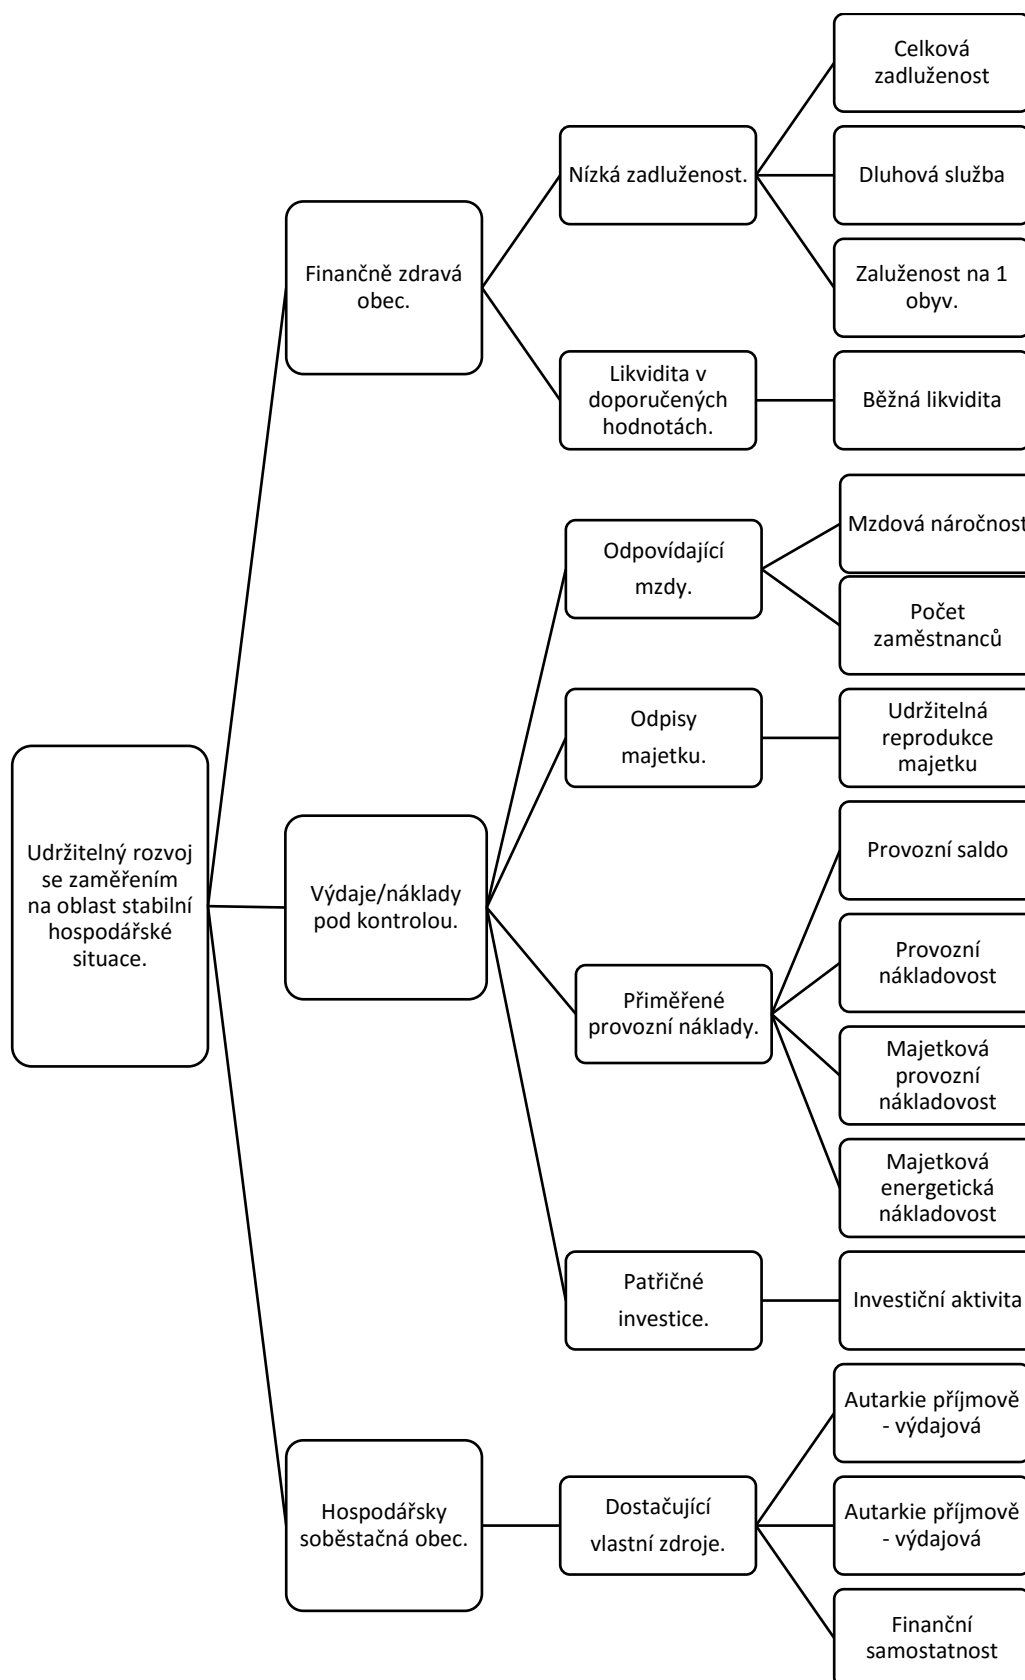 Celková
zadluženost
Nízká zadluženost.
Dluhová služba
Finančně zdravá
obec.
Zaluženost na 1
obyv.
Likvidita v
doporučených
hodnotách.
Běžná likvidita
Odpovídající
mzdy.
Mzdová náročnost
Počet
zaměstnanců
Odpisy
majetku.
Udržitelná
reprodukce
majetku
Udržitelný rozvoj
se zaměřením
na oblast stabilní
hospodářské
situace.
Výdaje/náklady
pod kontrolou.
Provozní saldo
Provozní
nákladovost
Přiměřené
provozní náklady.
Majetková
provozní
nákladovost
Majetková
energetická
nákladovost
Patřičné
investice.
Investiční aktivita
Autarkie příjmově
- výdajová
Hospodářsky
soběstačná obec.
Dostačující
vlastní zdroje.
Autarkie příjmově
- výdajová
Finanční
samostatnost